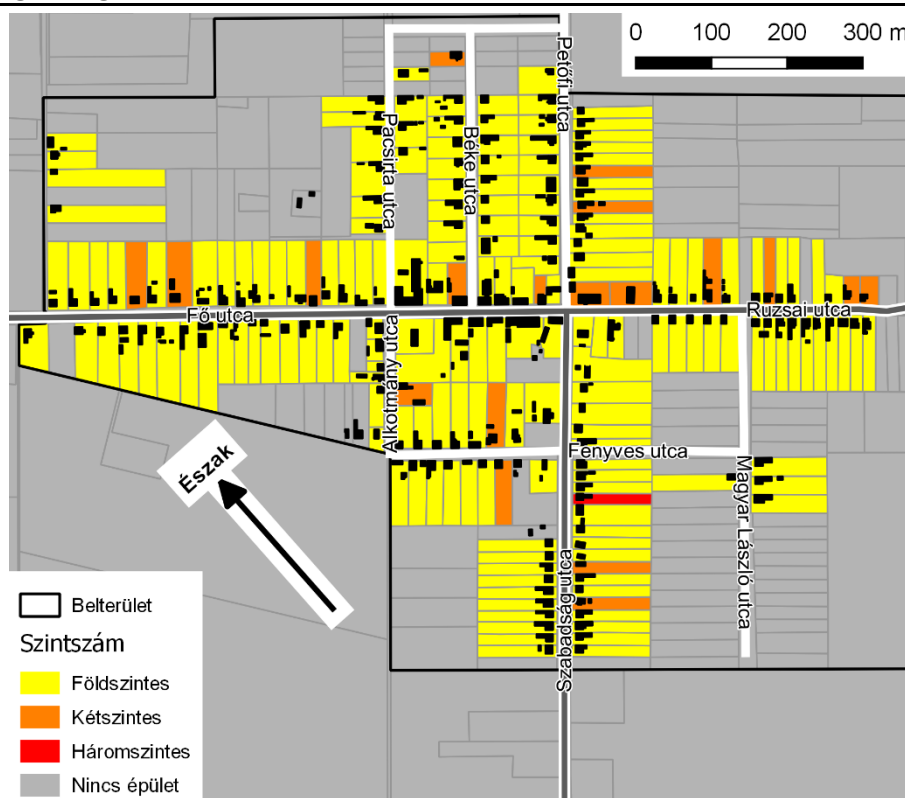 0 100 200 300 m
Petőfi utca
Pacsirta utca
Béke utca
Fő utca
Ruzsai utca
Alkotmány utca
Fenyves utca
Észak
Magyar László utca
Szabadság utca
Belterület
Szintszám
Földszintes
Kétszintes
Háromszintes
Nincs épület